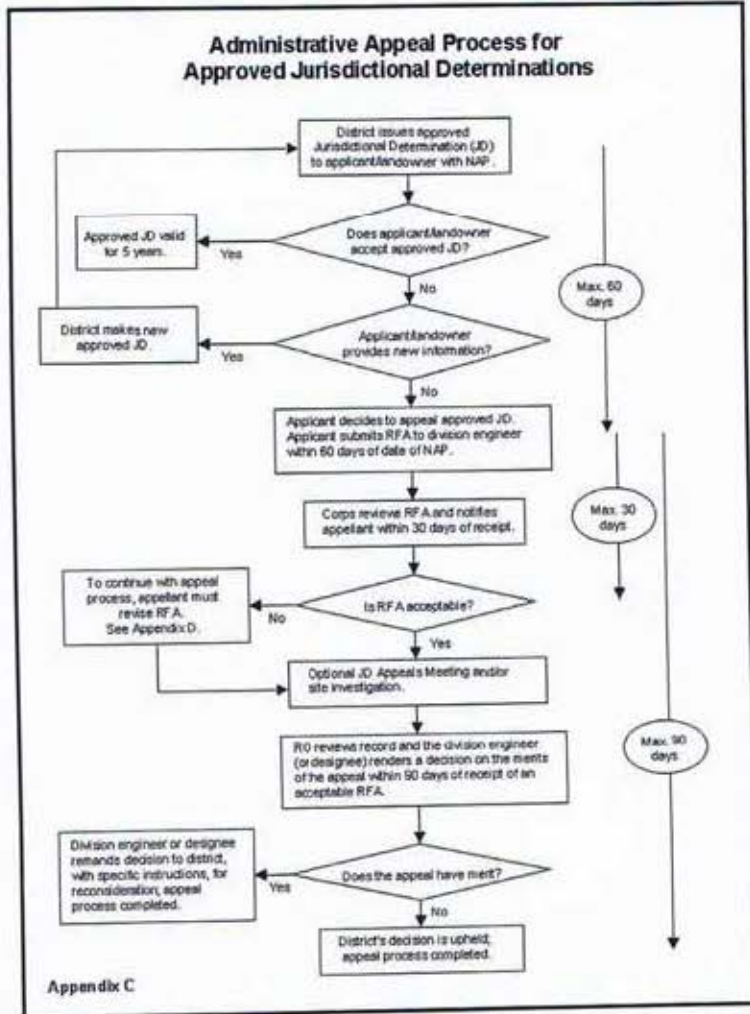 Administrative Appeal Process for
Approved Jurisdictional Determinations
District issues approved
Jurisdictional Determination (JD)
to applicant/landowner with NAP.
Approved JD valid
for 5 years.
Yes
Does applicant/landowner
accept approved JD?
No
Max. 60
days
District makes new
approved JD.
Yes
Applicant/landowner
provides new information?
No
Applicant decides to appeal approved JD.
Applicant submits RFA to division engineer
within 60 days of date of NAP.
Corps reviews RFA and notifies
appellant within 30 days of receipt.
Max. 30
days
To continue with appeal
process, appellant must
revise RFA.
See Appendix D.
No
Is RFA acceptable?
Yes
Optional JD Appeals Meeting and/or
site investigation.
RO reviews record and the division engineer
(or designee) renders a decision on the merits
of the appeal within 90 days of receipt of an
acceptable RFA.
Max. 90
days
Division engineer or designee
remands decision to district,
with specific instructions, for
reconsideration; appeal
process completed.
Yes
Does the appeal have merit?
No
District's decision is upheld;
appeal process completed.
Appendix C